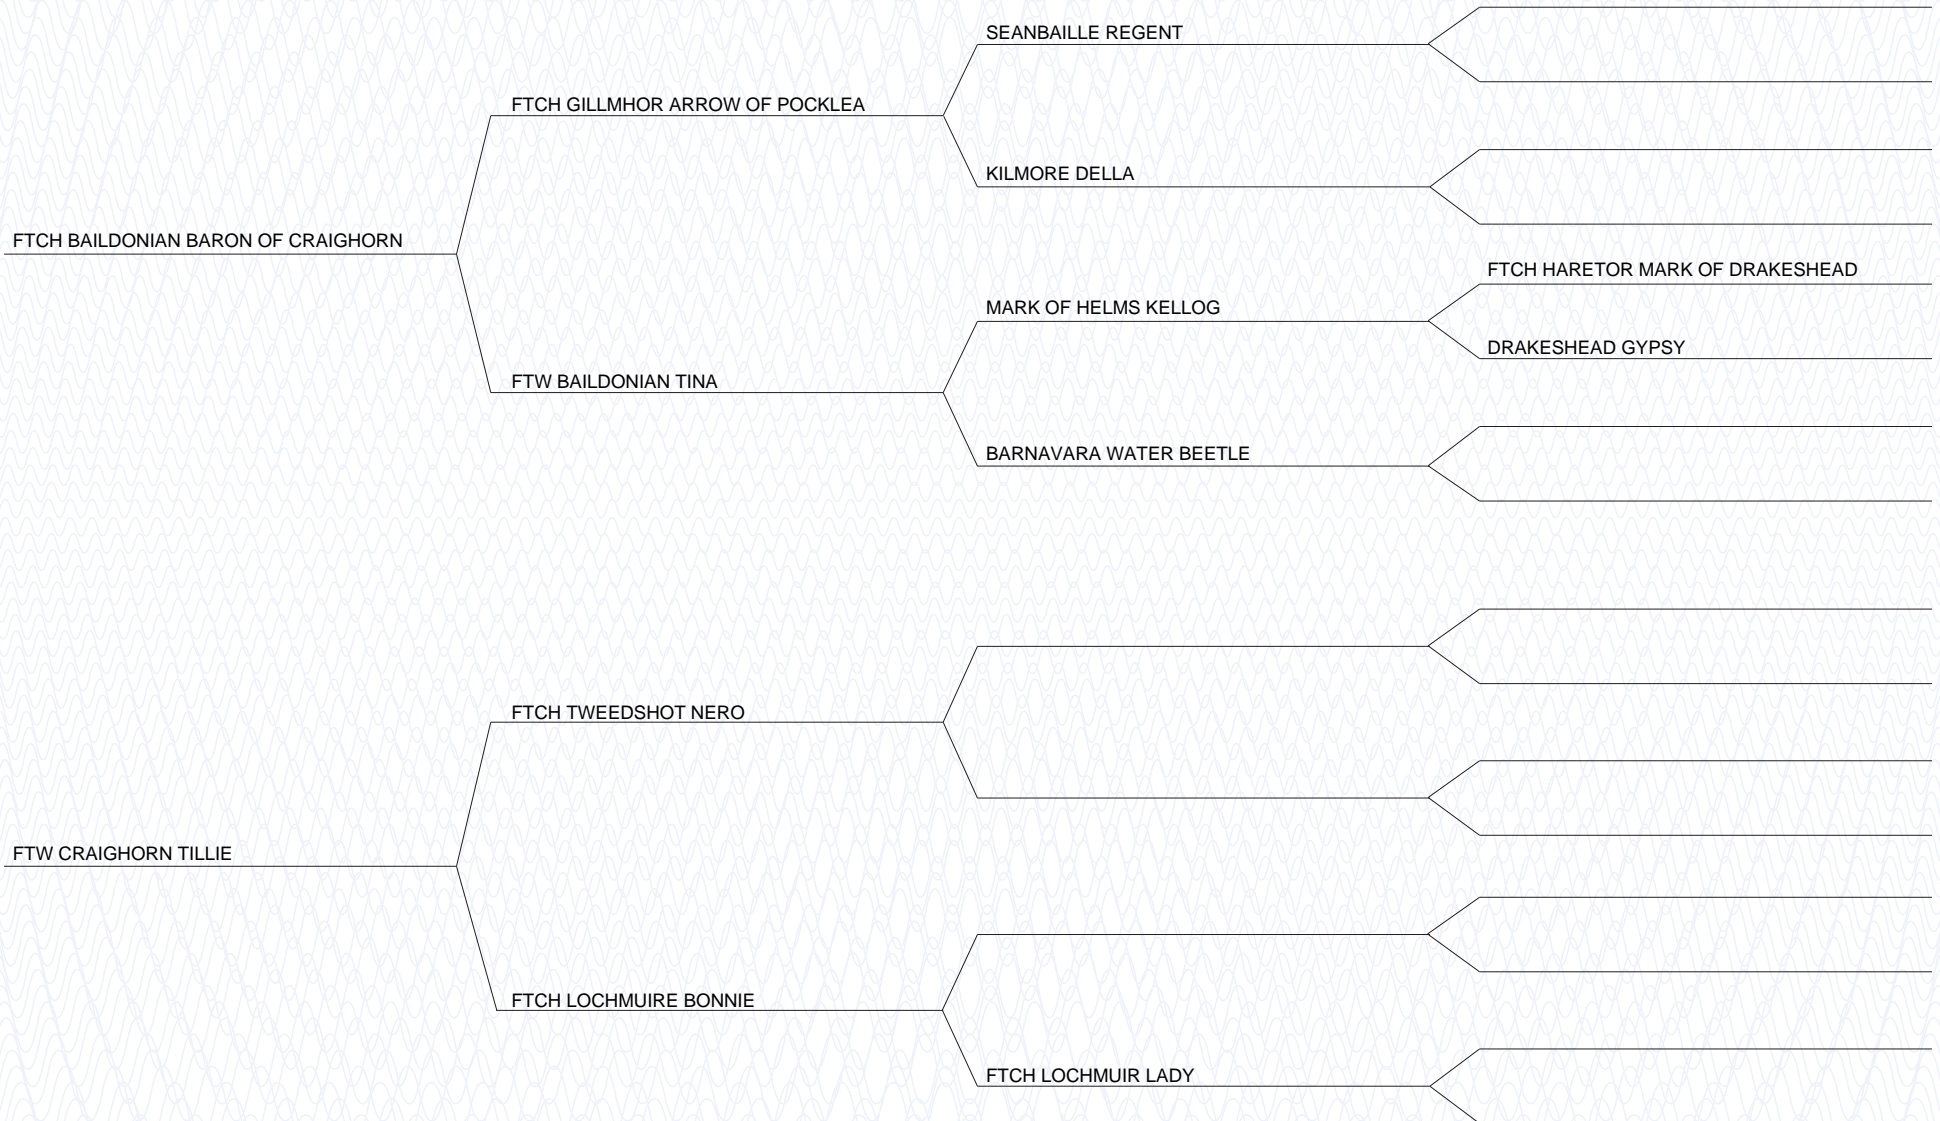 SEANBAILLE REGENT
FTCH GILLMHOR ARROW OF POCKLEA
KILMORE DELLA
FTCH BAILDONIAN BARON OF CRAIGHORN
FTCH HARETOR MARK OF DRAKESHEAD
MARK OF HELMS KELLOG
DRAKESHEAD GYPSY
FTW BAILDONIAN TINA
BARNAVARA WATER BEETLE
FTCH TWEEDSHOT NERO
FTW CRAIGHORN TILLIE
FTCH LOCHMUIRE BONNIE
FTCH LOCHMUIR LADY